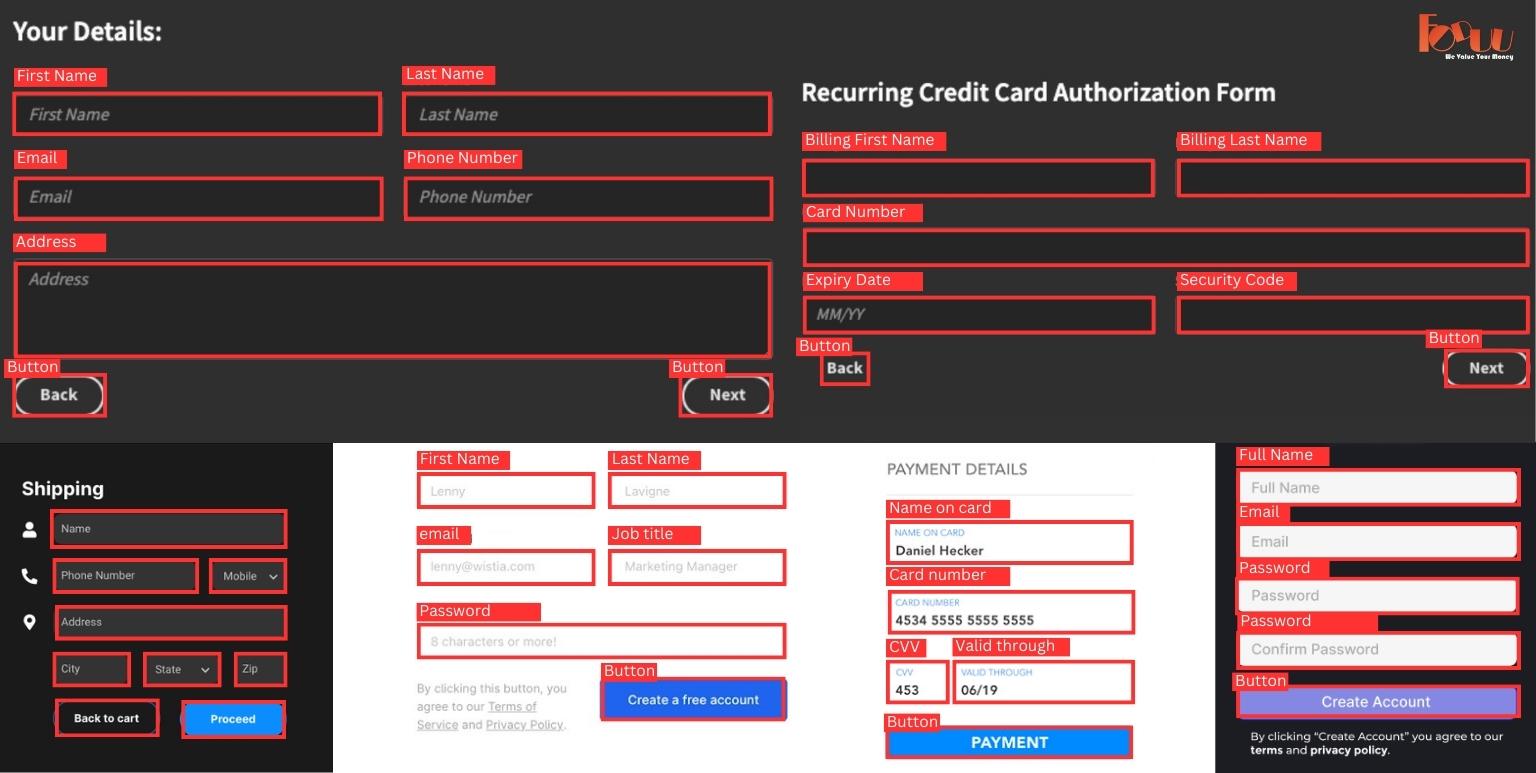 Your Details:
First Name
Last Name
First Name
Last Name
Email
Phone Number
Email
Phone Number
Address
Address
Button
Button
Back
Next
We Value Your Money
Recurring Credit Card Authorization Form
Billing First Name
Billing Last Name
Card Number
Expiry Date
Security Code
MM/YY
Button
Button
Back
Next
Shipping
Name
Phone Number
Mobile
Address
City
State
Zip
Back to cart
Proceed
First Name
Last Name
Lenny
Lavigne
email
Job title
lenny@wistia.com
Marketing Manager
Password
8 characters or more!
Button
By clicking this button, you
agree to our Terms of
Service and Privacy Policy.
Create a free account
PAYMENT DETAILS
Name on card
NAME ON CARD
Daniel Hecker
Card number
CARD NUMBER
4534 5555 5555 5555
CVV
Valid through
CVV
VALID THROUGH
453
06/19
Button
PAYMENT
Full Name
Full Name
Email
Email
Password
Password
Password
Confirm Password
Button
Create Account
By clicking “Create Account” you agree to our
terms and privacy policy.